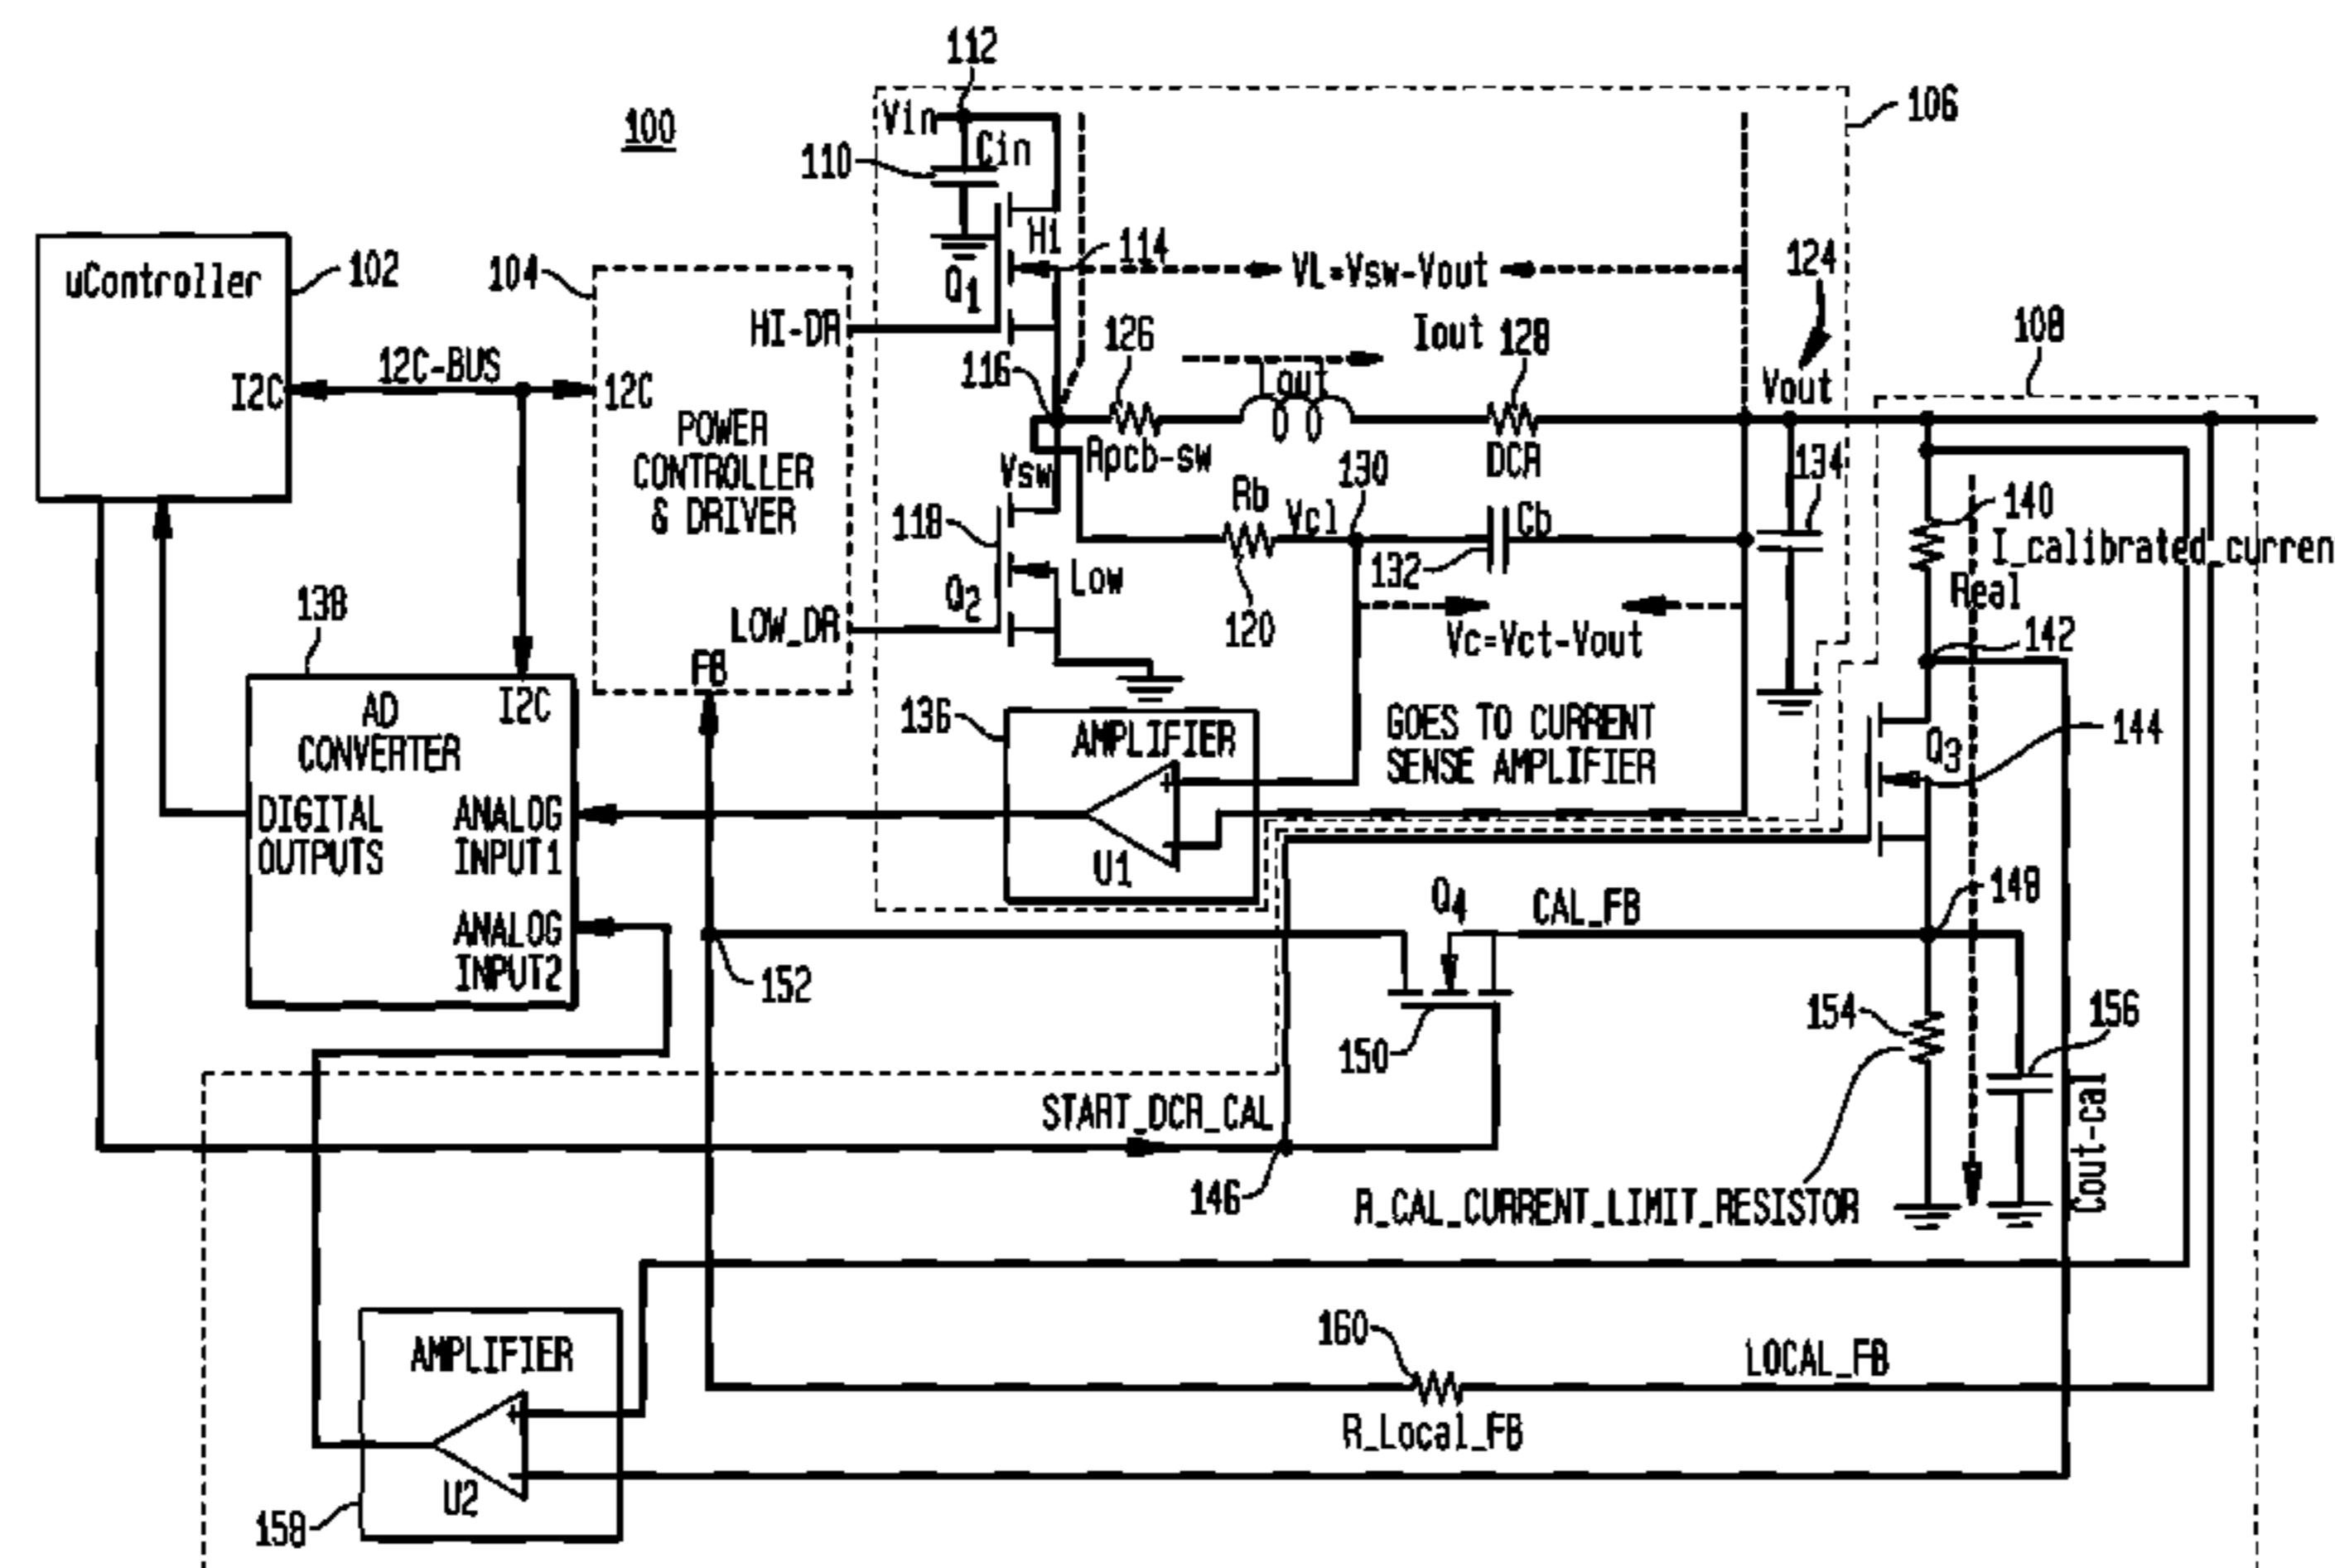 112
100
Vin
106
110
Cin
H1
114
Q1
VL=Vsw-Vout
124
uController
102
104
HI-DR
Iout
128
108
126
116
Lout
Vout
I2C
12C-BUS
12C
POWER
CONTROLLER
& DRIVER
Rpcb-sw
DCR
134
Vsw
130
140
118
Rb
Vcl
Cb
I_calibrated_curren
132
Low
Q2
Real
138
LOW_DR
120
Vc=Vct-Vout
142
FB
AD
CONVERTER
I2C
136
AMPLIFIER
GOES TO CURRENT
SENSE AMPLIFIER
Q3
144
DIGITAL
OUTPUTS
ANALOG
INPUT1
U1
148
Q4
CAL_FB
ANALOG
INPUT2
152
154
156
150
START_DCR_CAL
Cout-cal
146
R_CAL_CURRENT_LIMIT_RESISTOR
160
LOCAL_FB
AMPLIFIER
R_Local_FB
U2
158